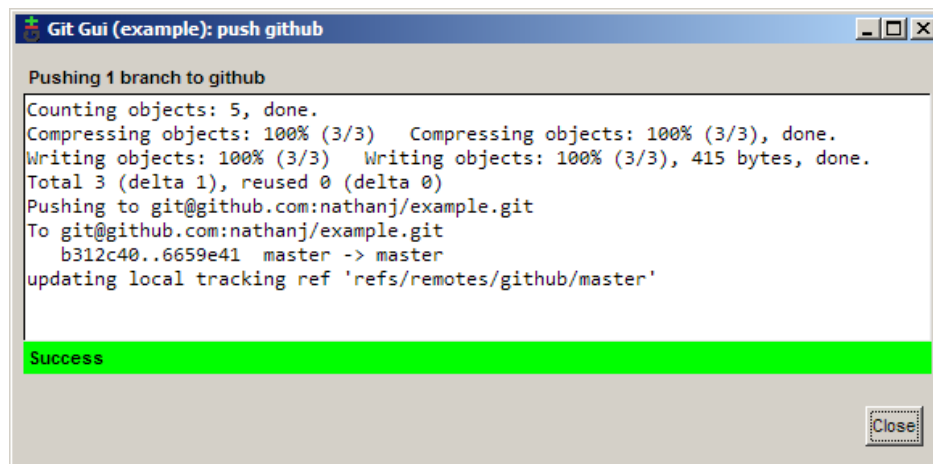 Git Gui (example): push github
Pushing 1 branch to github
Counting objects: 5, done.
Compressing objects: 100% (3/3)   Compressing objects: 100% (3/3), done.
Writing objects: 100% (3/3)   Writing objects: 100% (3/3), 415 bytes, done.
Total 3 (delta 1), reused 0 (delta 0)
Pushing to git@github.com:nathanj/example.git
To git@github.com:nathanj/example.git
   b312c40..6659e41  master -> master
updating local tracking ref 'refs/remotes/github/master'
Success
Close